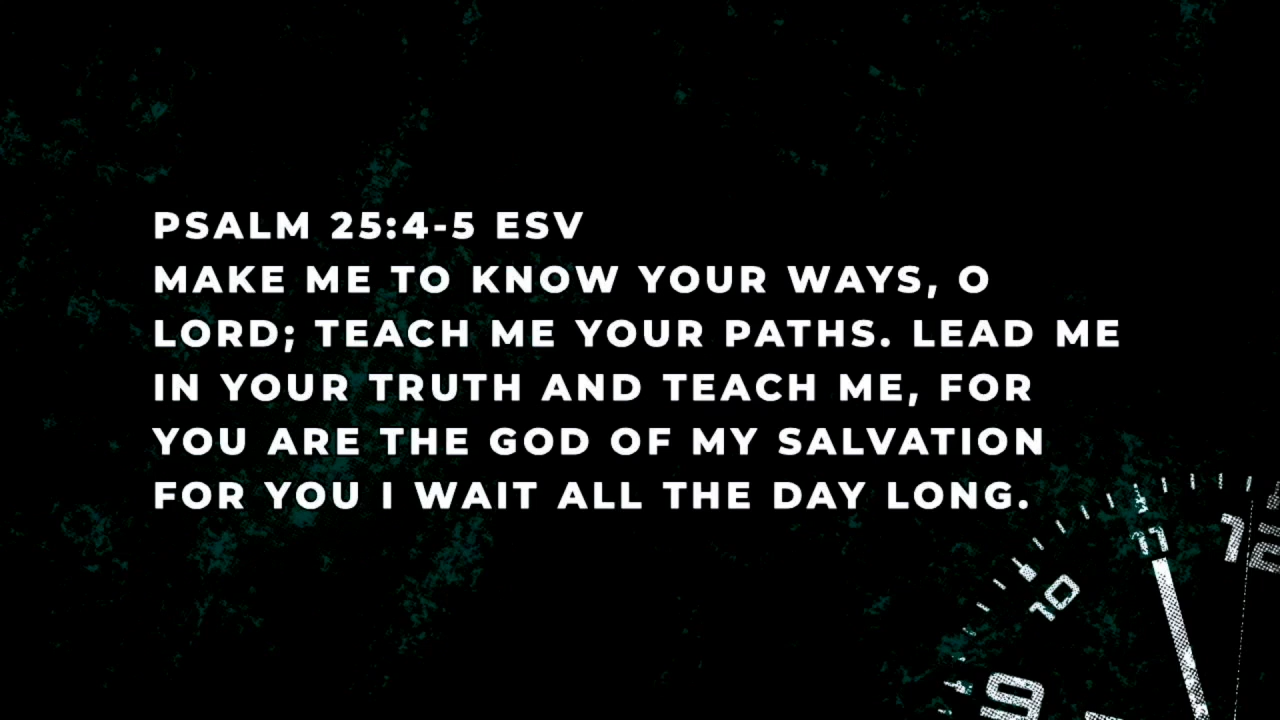 PSALM 25:4-5 ESV
MAKE ME TO KNOW YOUR WAYS, O
LORD; TEACH ME YOUR PATHS. LEAD ME
IN YOUR TRUTH AND TEACH ME, FOR
YOU ARE THE GOD OF MY SALVATION
FOR YOU I WAIT ALL THE DAY LONG.
12
11
10
9